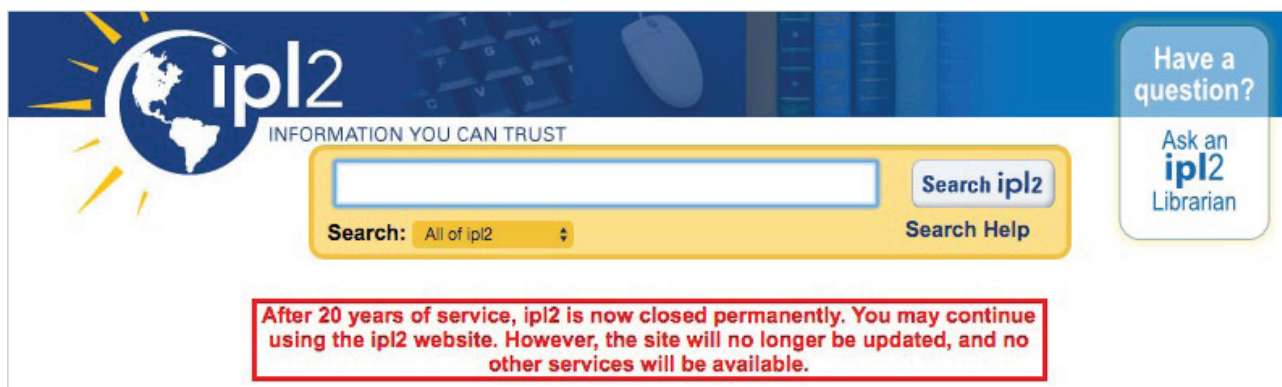 ipl2
INFORMATION YOU CAN TRUST
Search ipl2
Search: All of ipl2
Search Help
Have a
question?
Ask an
ipl2
Librarian
After 20 years of service, ipl2 is now closed permanently. You may continue
using the ipl2 website. However, the site will no longer be updated, and no
other services will be available.